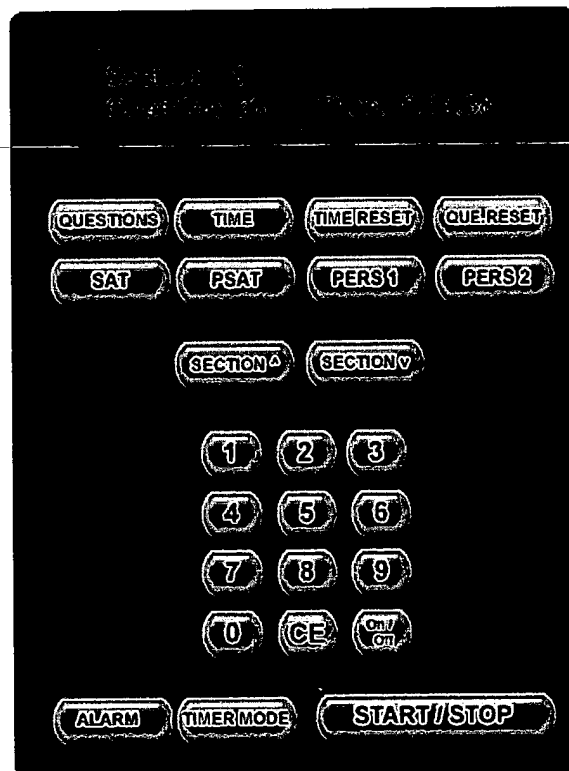 QUESTIONS TIME TIME RESET QUE. RESET
SAT PSAT PERS 1 PERS 2
SECTION ^ SECTION v
1 2 3
4 5 6
7 8 9
0 CE On / Off
ALARM TIMER MODE START / STOP